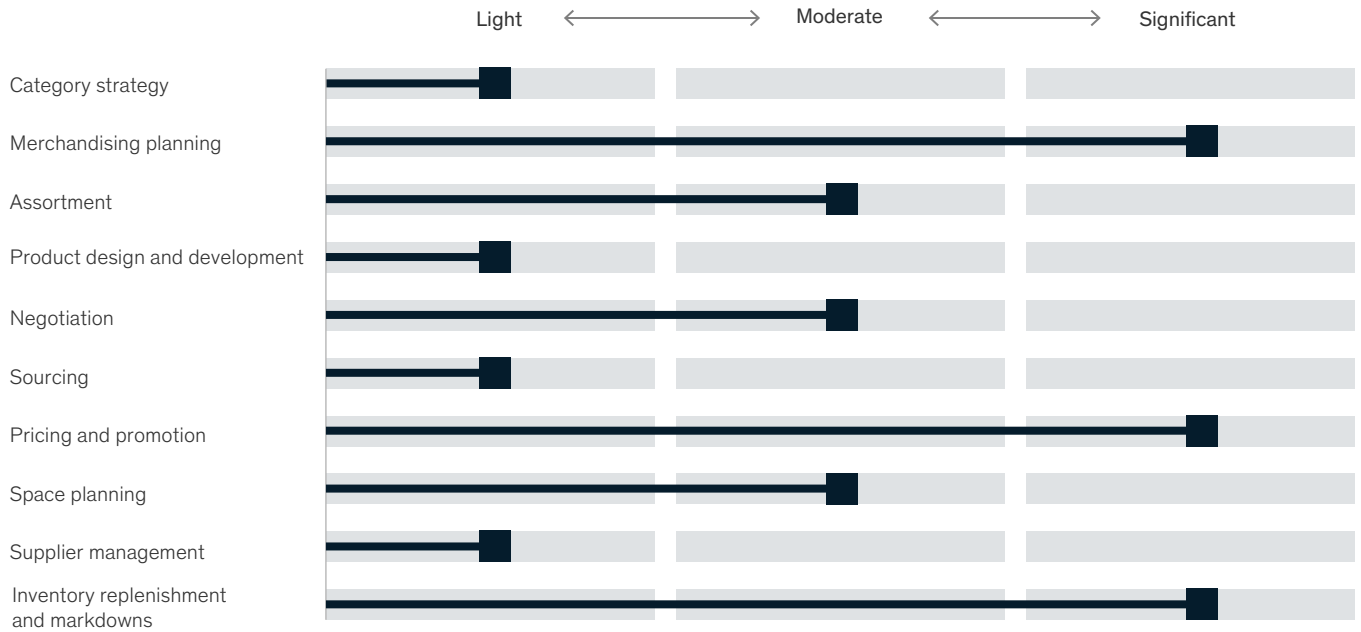 Light Moderate Significant
Category strategy
Merchandising planning
Assortment
Product design and development
Negotiation
Sourcing
Pricing and promotion
Space planning
Supplier management
Inventory replenishment
and markdowns